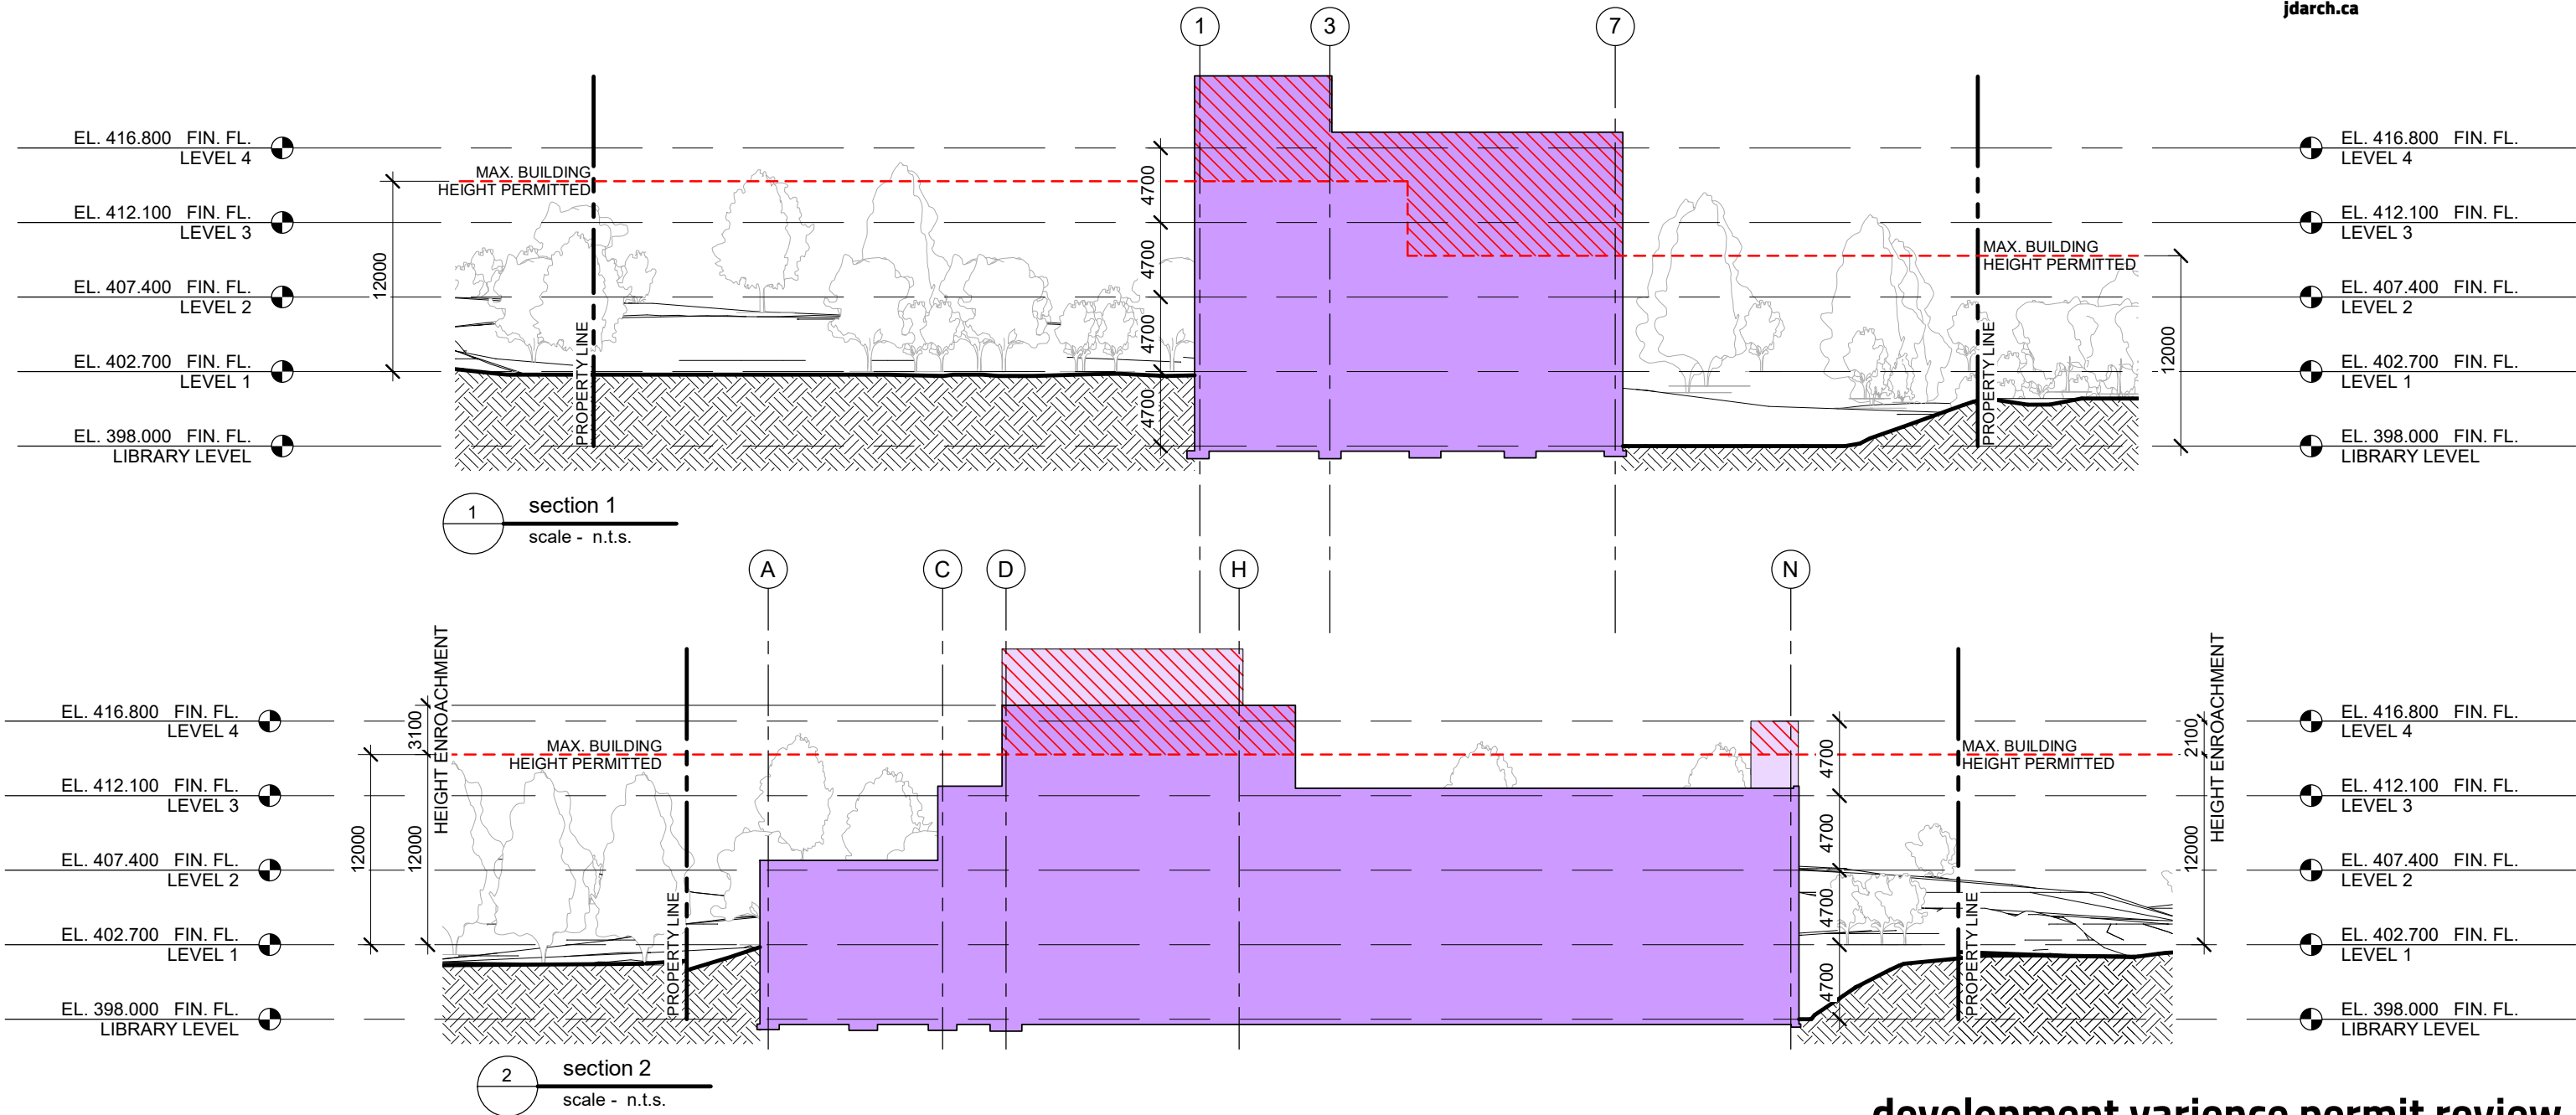 jdarch.ca
1
3
7
EL. 416.800 FIN. FL.
LEVEL 4
EL. 412.100 FIN. FL.
LEVEL 3
EL. 407.400 FIN. FL.
LEVEL 2
EL. 402.700 FIN. FL.
LEVEL 1
EL. 398.000 FIN. FL.
LIBRARY LEVEL
12000
MAX. BUILDING
HEIGHT PERMITTED
PROPERTY LINE
4700
4700
4700
4700
MAX. BUILDING
HEIGHT PERMITTED
PROPERTY LINE
12000
EL. 416.800 FIN. FL.
LEVEL 4
EL. 412.100 FIN. FL.
LEVEL 3
EL. 407.400 FIN. FL.
LEVEL 2
EL. 402.700 FIN. FL.
LEVEL 1
EL. 398.000 FIN. FL.
LIBRARY LEVEL
1
section 1
scale - n.t.s.
A
C
D
H
N
EL. 416.800 FIN. FL.
LEVEL 4
EL. 412.100 FIN. FL.
LEVEL 3
EL. 407.400 FIN. FL.
LEVEL 2
EL. 402.700 FIN. FL.
LEVEL 1
EL. 398.000 FIN. FL.
LIBRARY LEVEL
12000
3100
12000
HEIGHT ENROACHMENT
MAX. BUILDING
HEIGHT PERMITTED
PROPERTY LINE
4700
4700
4700
4700
MAX. BUILDING
HEIGHT PERMITTED
PROPERTY LINE
2100
12000
HEIGHT ENROACHMENT
EL. 416.800 FIN. FL.
LEVEL 4
EL. 412.100 FIN. FL.
LEVEL 3
EL. 407.400 FIN. FL.
LEVEL 2
EL. 402.700 FIN. FL.
LEVEL 1
EL. 398.000 FIN. FL.
LIBRARY LEVEL
2
section 2
scale - n.t.s.
development varience permit review